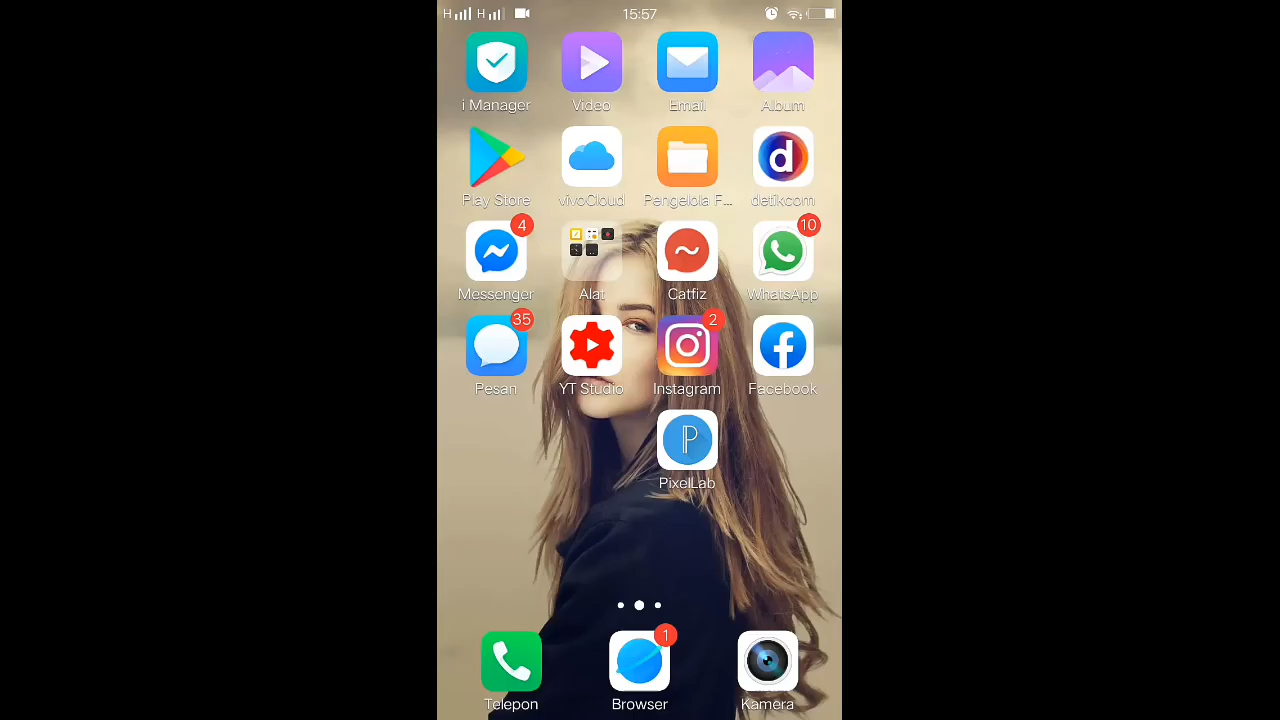 H H 15:57
i Manager Video Email Album
Play Store vivoCloud Pengelola F... detikcom
4 10
Messenger Alat Catfiz WhatsApp
35 2
Pesan YT Studio Instagram Facebook
PixelLab
1
Telepon Browser Kamera